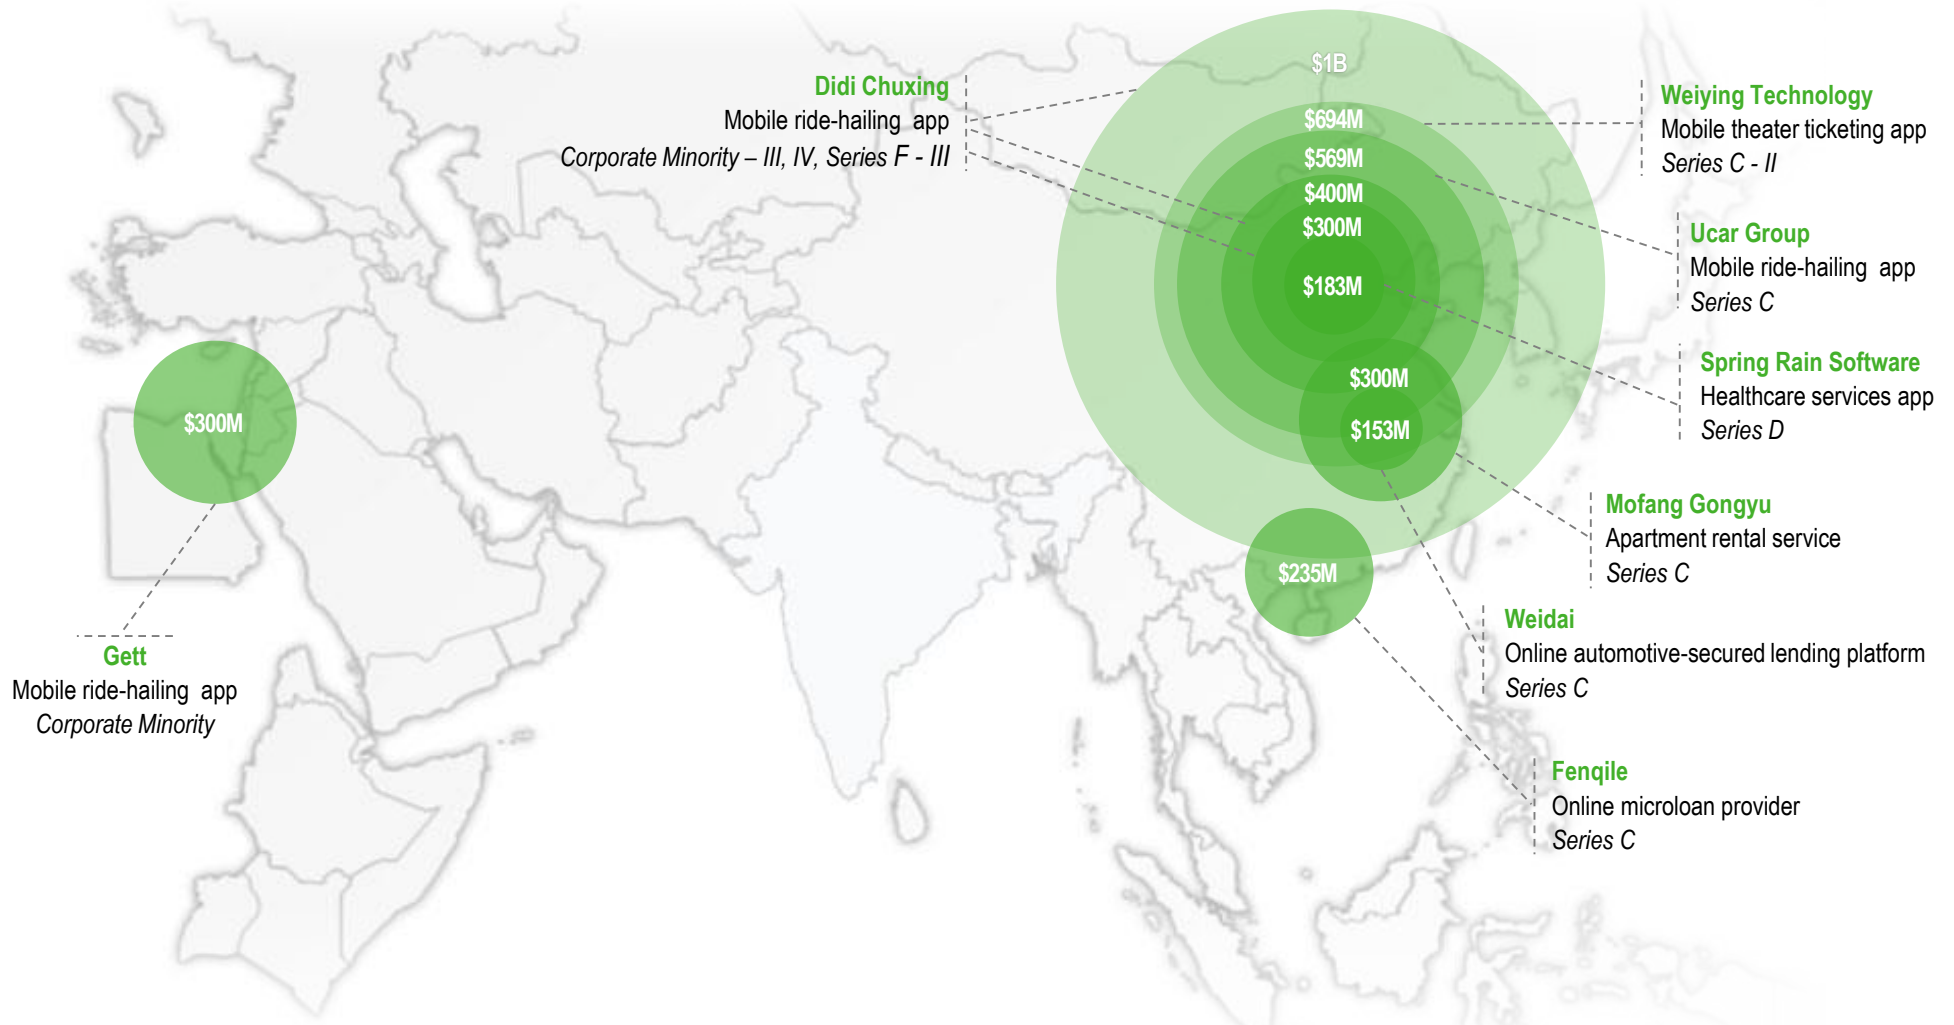 Didi Chuxing
Mobile ride-hailing app
Corporate Minority – III, IV, Series F - III
$1B
$694M
$569M
$400M
$300M
$183M
$300M
$153M
$235M
$300M
Weiying Technology
Mobile theater ticketing app
Series C - II
Ucar Group
Mobile ride-hailing app
Series C
Spring Rain Software
Healthcare services app
Series D
Mofang Gongyu
Apartment rental service
Series C
Weidai
Online automotive-secured lending platform
Series C
Fenqile
Online microloan provider
Series C
Gett
Mobile ride-hailing app
Corporate Minority